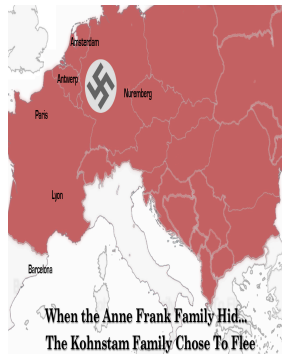 Amsterdam
Antwerp
Nuremberg
Paris
Lyon
Barcelona
When the Anne Frank Family Hid...
The Kohnstam Family Chose To Flee